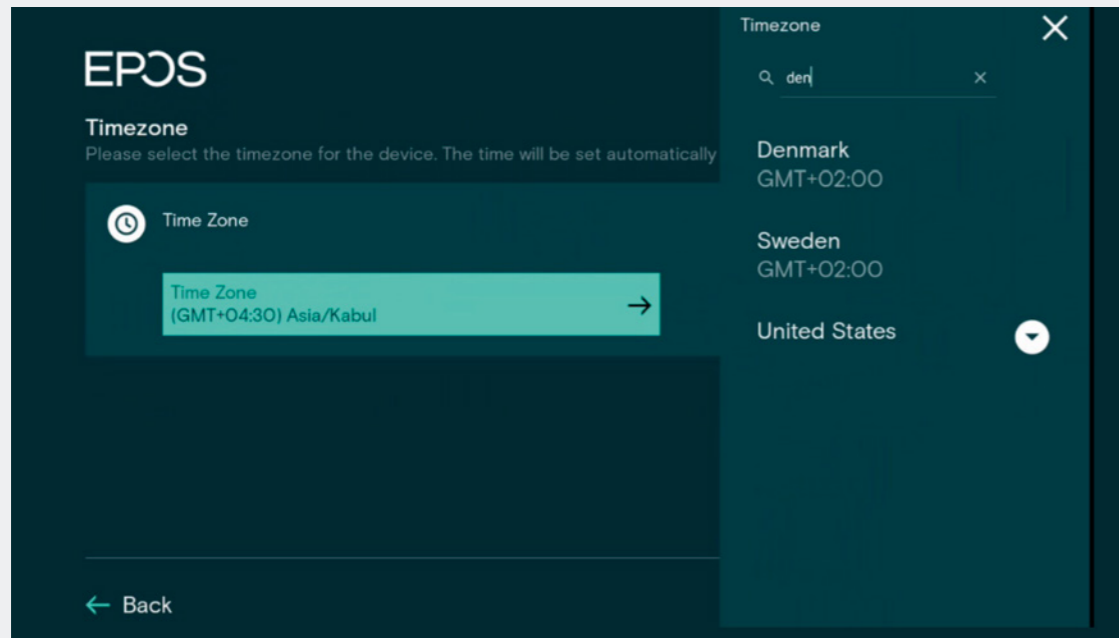 EPOS
Timezone
Please select the timezone for the device. The time will be set automatically
Time Zone
Time Zone
(GMT+04:30) Asia/Kabul
Back
Timezone
den
Denmark
GMT+02:00
Sweden
GMT+02:00
United States